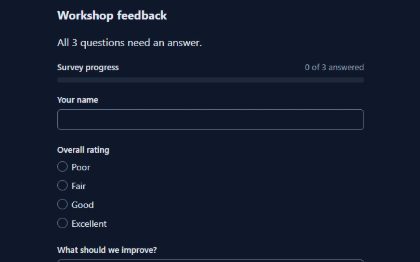 Workshop feedback
All 3 questions need an answer.
Survey progress
0 of 3 answered
Your name
Overall rating
Poor
Fair
Good
Excellent
What should we improve?